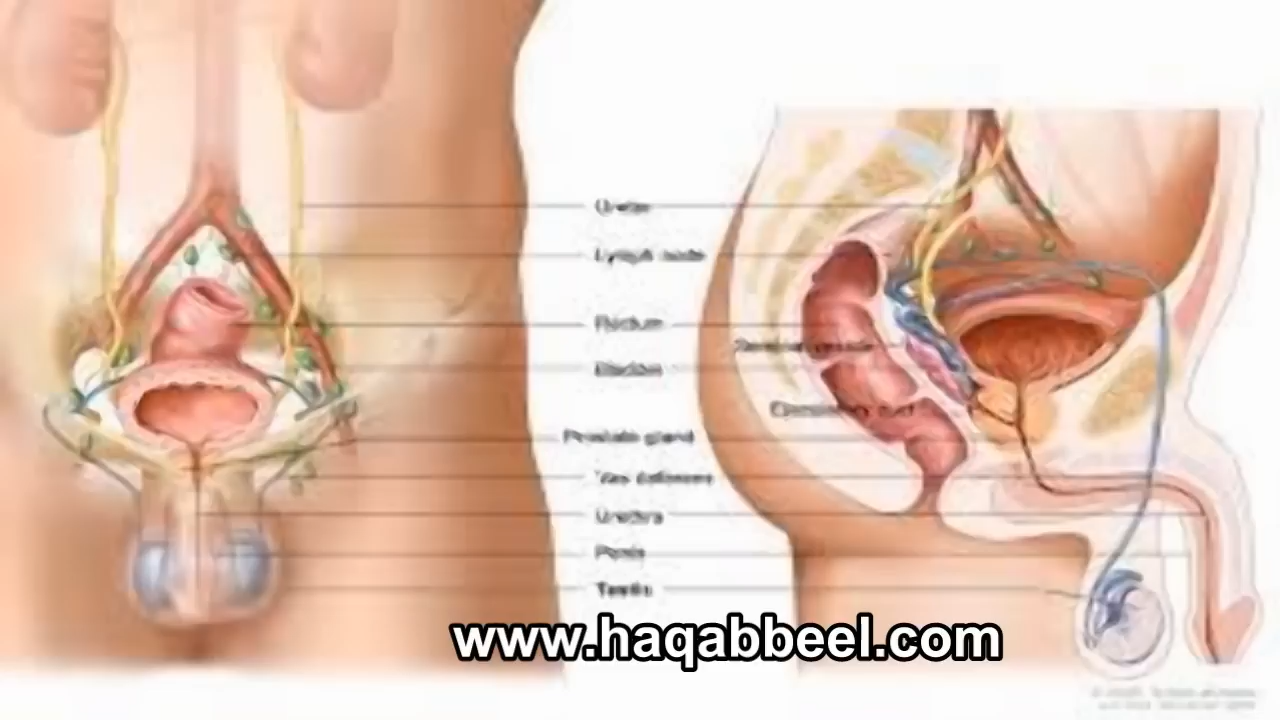 Ureter
Lymph node
Rectum
Bladder
Seminal vesicle
Ejaculatory duct
Prostate gland
Vas deferens
Urethra
Penis
Testis
www.haqabbeel.com